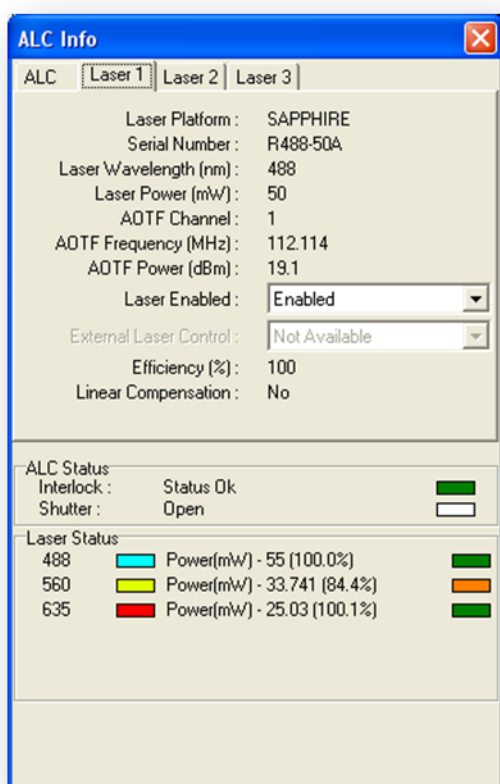 ALC Info
ALC Laser 1 Laser 2 Laser 3
Laser Platform : SAPPHIRE
Serial Number : R488-50A
Laser Wavelength (nm) : 488
Laser Power (mW) : 50
AOTF Channel : 1
AOTF Frequency (MHz) : 112.114
AOTF Power (dBm) : 19.1
Laser Enabled : Enabled
External Laser Control : Not Available
Efficiency (%) : 100
Linear Compensation : No
ALC Status
Interlock : Status Ok
Shutter : Open
Laser Status
488 Power(mW) - 55 (100.0%)
560 Power(mW) - 33.741 (84.4%)
635 Power(mW) - 25.03 (100.1%)